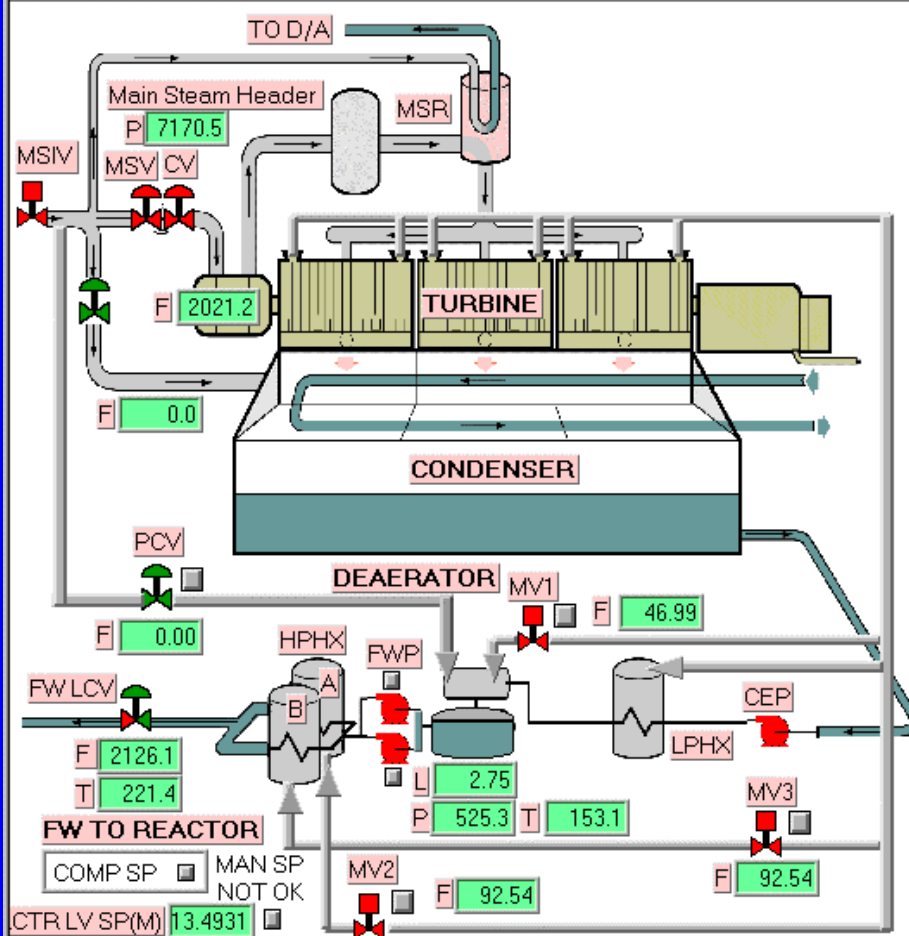 TO D/A
Main Steam Header
P 7170.5
MSR
MSIV
MSV
CV
F 2021.2
TURBINE
F 0.0
CONDENSER
PCV
DEAERATOR
MV1
F 46.99
F 0.00
HPHX
FWP
A
B
FW LCV
CEP
LPHX
F 2126.1
T 221.4
L 2.75
P 525.3 T 153.1
MV3
FW TO REACTOR
COMP SP
MAN SP
NOT OK
MV2
F 92.54
F 92.54
CTR LV SP(M) 13.4931